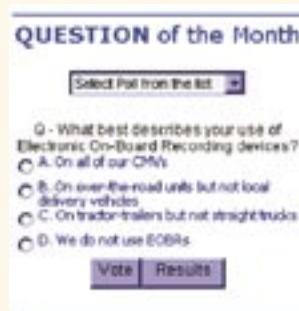 QUESTION of the Month
Select Poll from the list
Q - What best describes your use of
Electronic On-Board Recording devices?
A. On all of our CMVs
B. On over-the-road units but not local
delivery vehicles
C. On tractor-trailers but not straight trucks
D. We do not use EOBRs
Vote Results